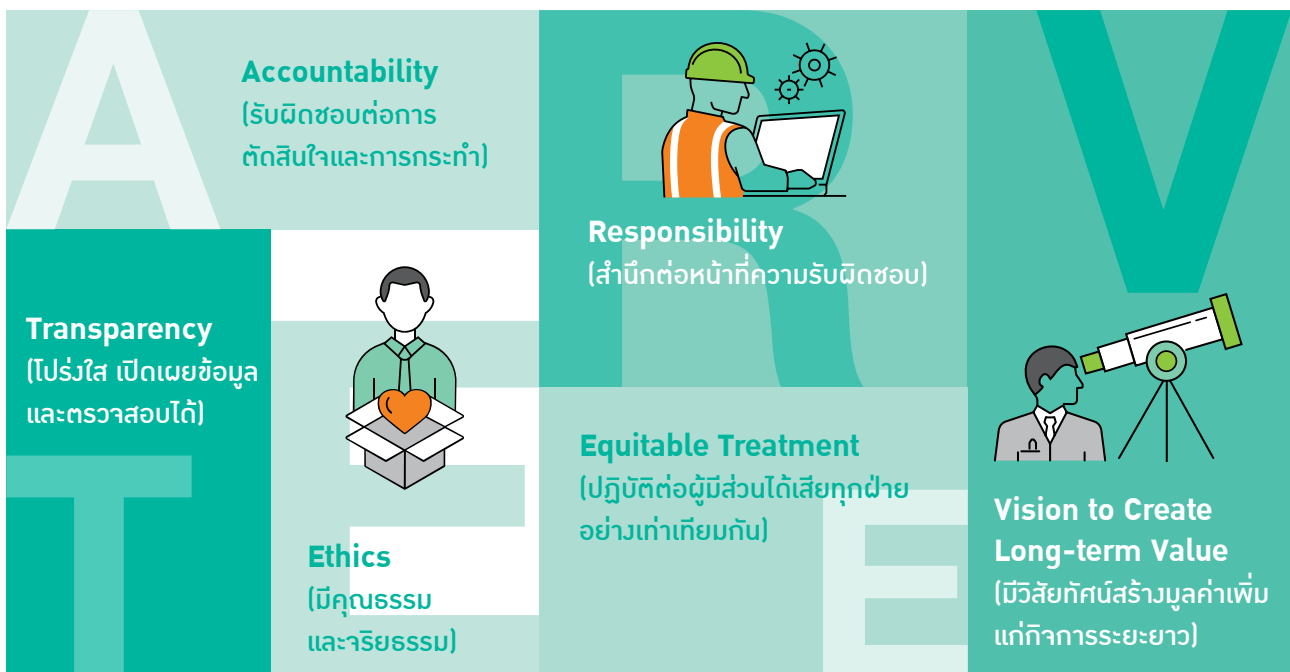 A
Accountability
(รับผิดชอบต่อการ
ตัดสินใจและการกระทำ)
R
Responsibility
(สำนึกต่อหน้าที่ความรับผิดชอบ)
V
Vision to Create
Long-term Value
(มีวิสัยทัศน์สร้างมูลค่าเพิ่ม
แก่กิจการระยะยาว)
T
Transparency
(โปร่งใส เปิดเผยข้อมูล
และตรวจสอบได้)
E
Ethics
(มีคุณธรรม
และจริยธรรม)
E
Equitable Treatment
(ปฏิบัติต่อผู้มีส่วนได้เสียทุกฝ่าย
อย่างเท่าเทียมกัน)